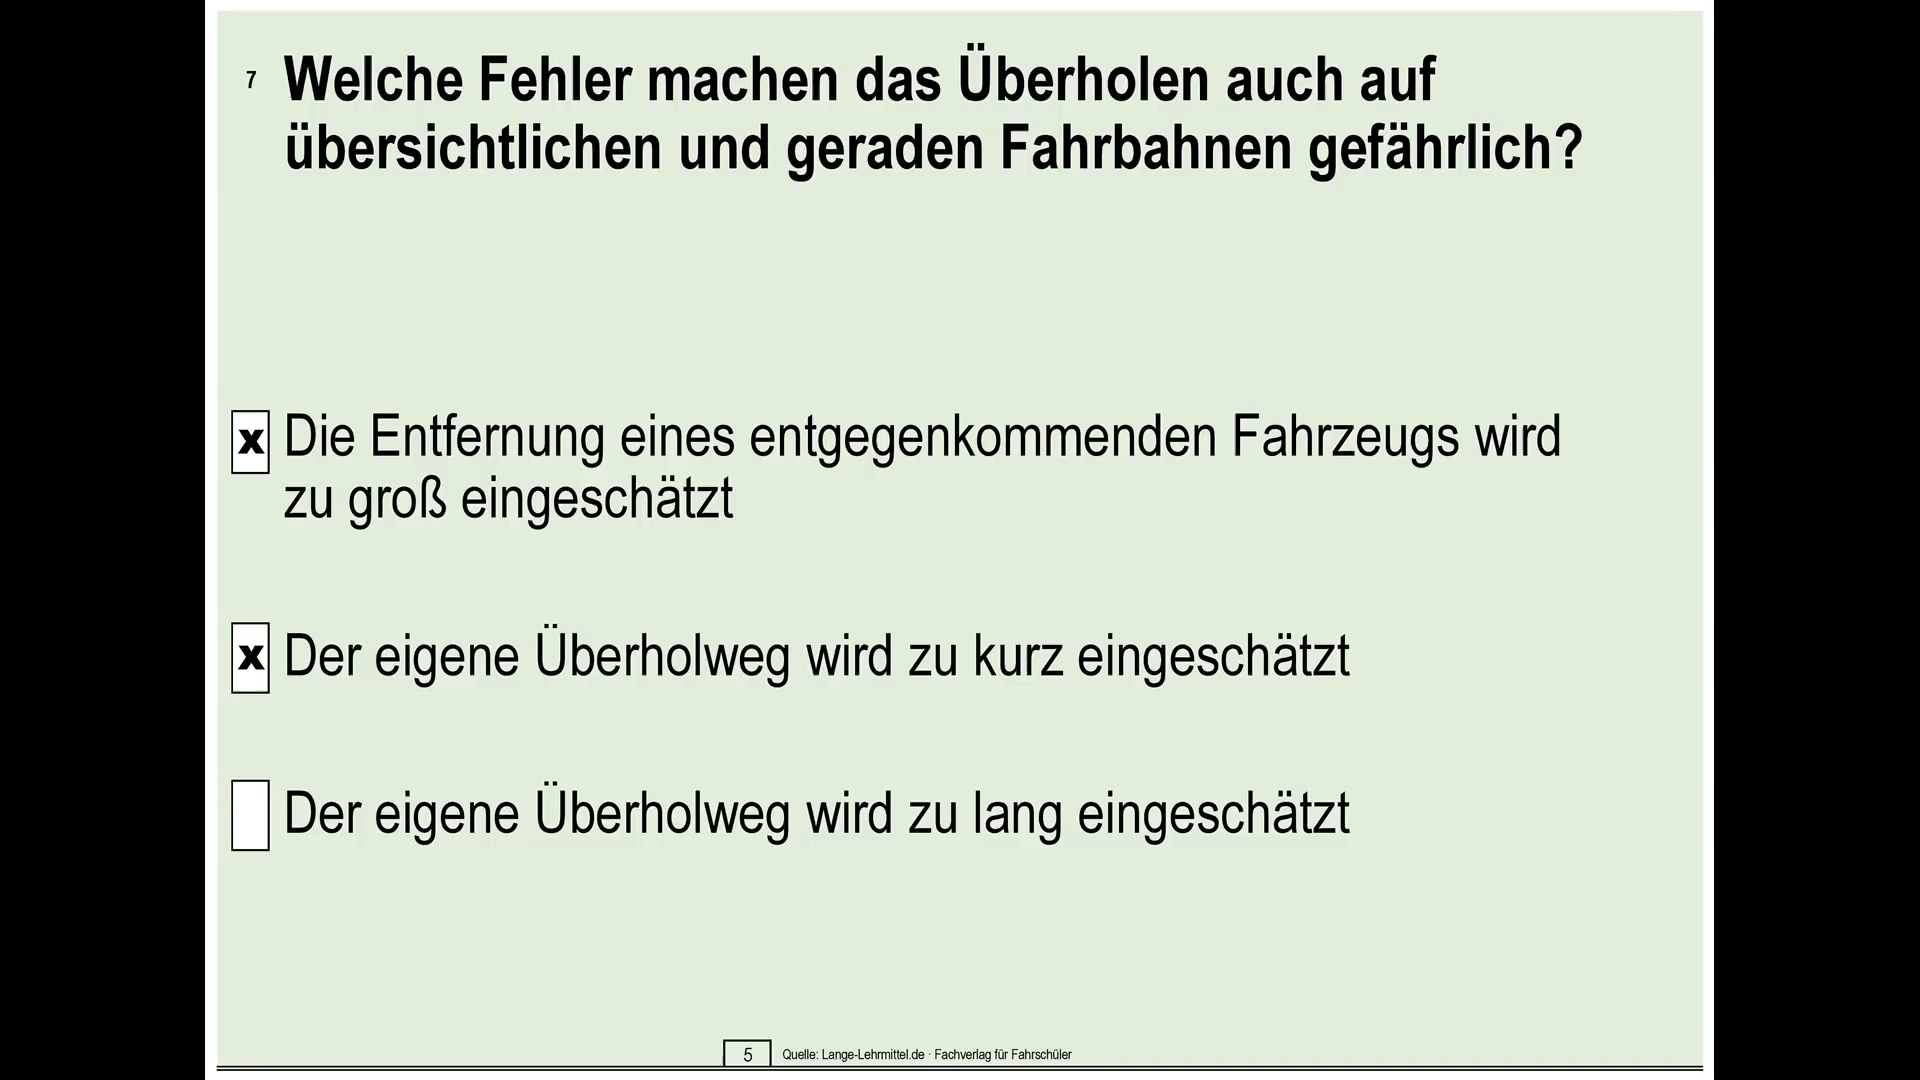 7 Welche Fehler machen das Überholen auch auf
übersichtlichen und geraden Fahrbahnen gefährlich?
x Die Entfernung eines entgegenkommenden Fahrzeugs wird
zu groß eingeschätzt
x Der eigene Überholweg wird zu kurz eingeschätzt
Der eigene Überholweg wird zu lang eingeschätzt
5 Quelle: Lange-Lehrmittel.de · Fachverlag für Fahrschüler